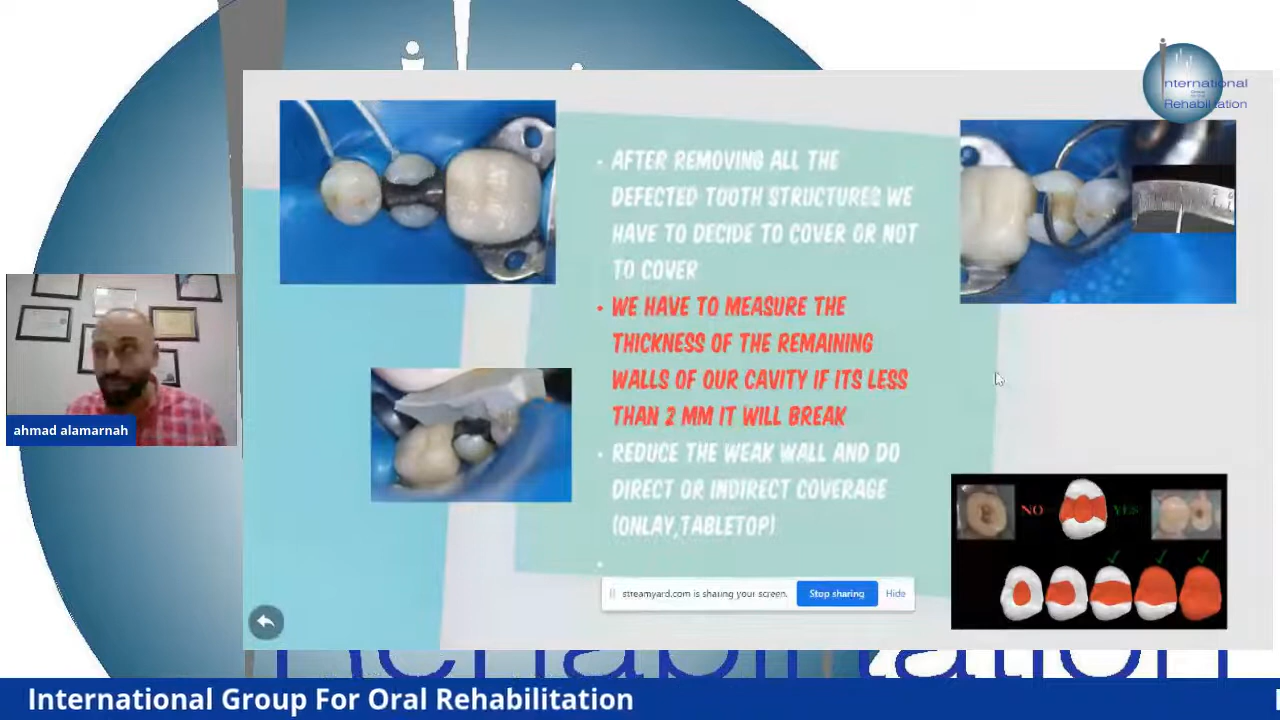 nternational
Rehabilitation
• AFTER REMOVING ALL THE
DEFECTED TOOTH STRUCTURES WE
HAVE TO DECIDE TO COVER OR NOT
TO COVER
• WE HAVE TO MEASURE THE
THICKNESS OF THE REMAINING
WALLS OF OUR CAVITY IF ITS LESS
THAN 2 MM IT WILL BREAK
• REDUCE THE WEAK WALL AND DO
DIRECT OR INDIRECT COVERAGE
(ONLAY,TABLETOP)
NO
YES
ahmad alamarnah
streamyard.com is sharing your screen.
Stop sharing
Hide
Rehabilitation
International Group For Oral Rehabilitation